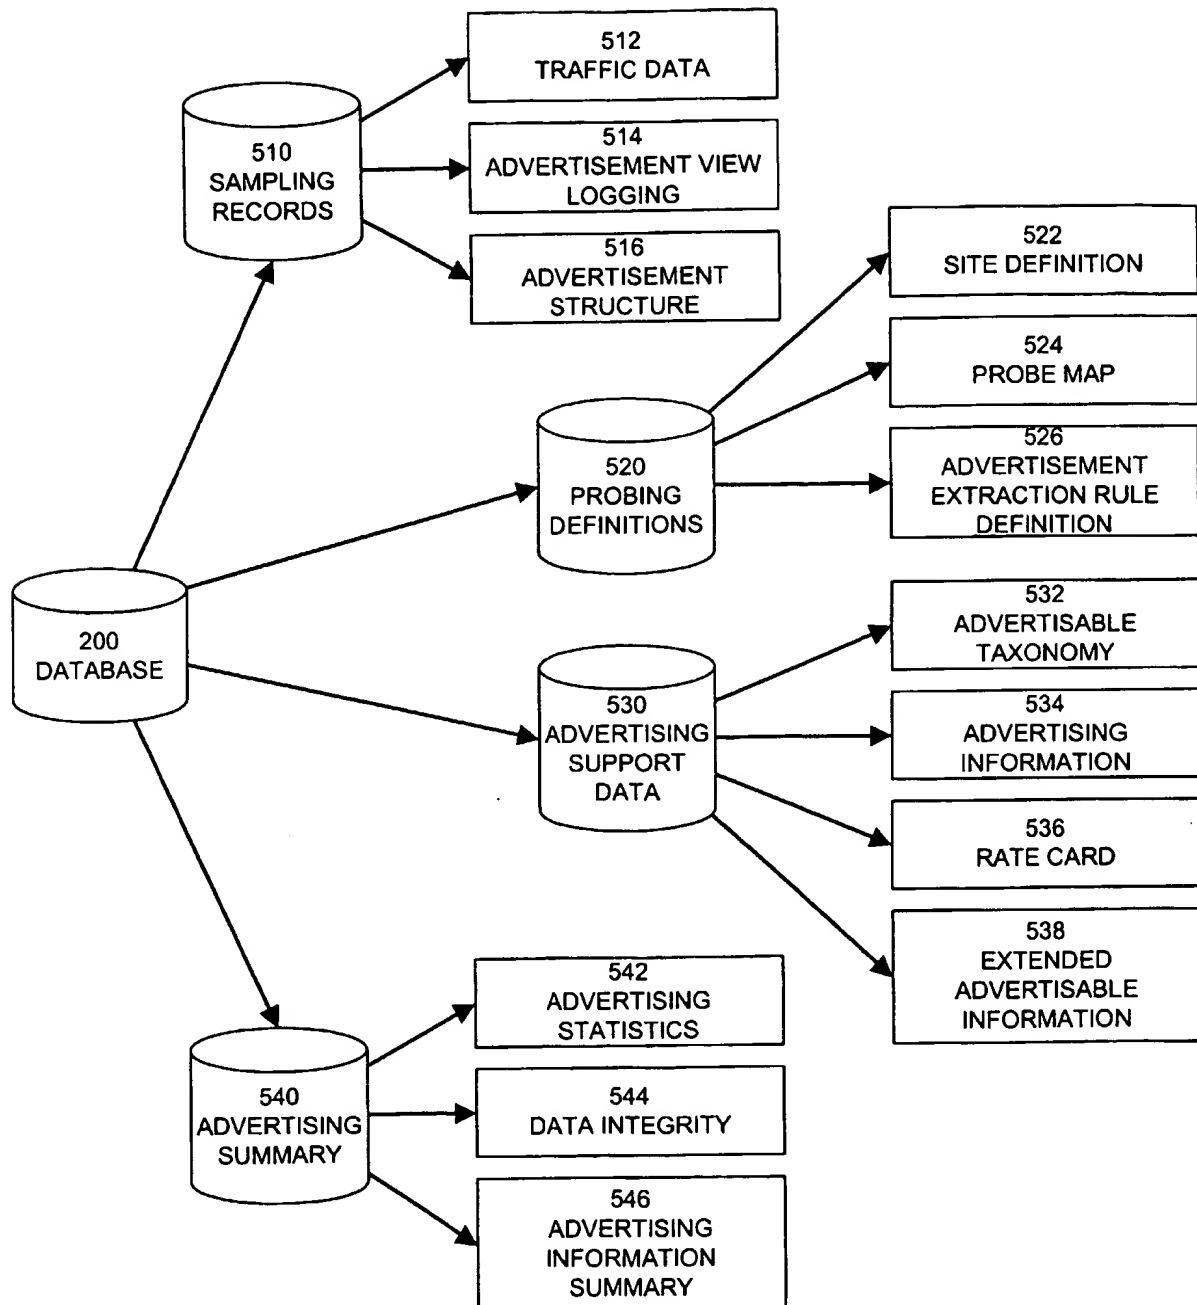 512
TRAFFIC DATA
510
SAMPLING
RECORDS
514
ADVERTISEMENT VIEW
LOGGING
516
ADVERTISEMENT
STRUCTURE
522
SITE DEFINITION
524
PROBE MAP
520
PROBING
DEFINITIONS
526
ADVERTISEMENT
EXTRACTION RULE
DEFINITION
200
DATABASE
532
ADVERTISABLE
TAXONOMY
530
ADVERTISING
SUPPORT
DATA
534
ADVERTISING
INFORMATION
536
RATE CARD
538
EXTENDED
ADVERTISABLE
INFORMATION
542
ADVERTISING
STATISTICS
540
ADVERTISING
SUMMARY
544
DATA INTEGRITY
546
ADVERTISING
INFORMATION
SUMMARY